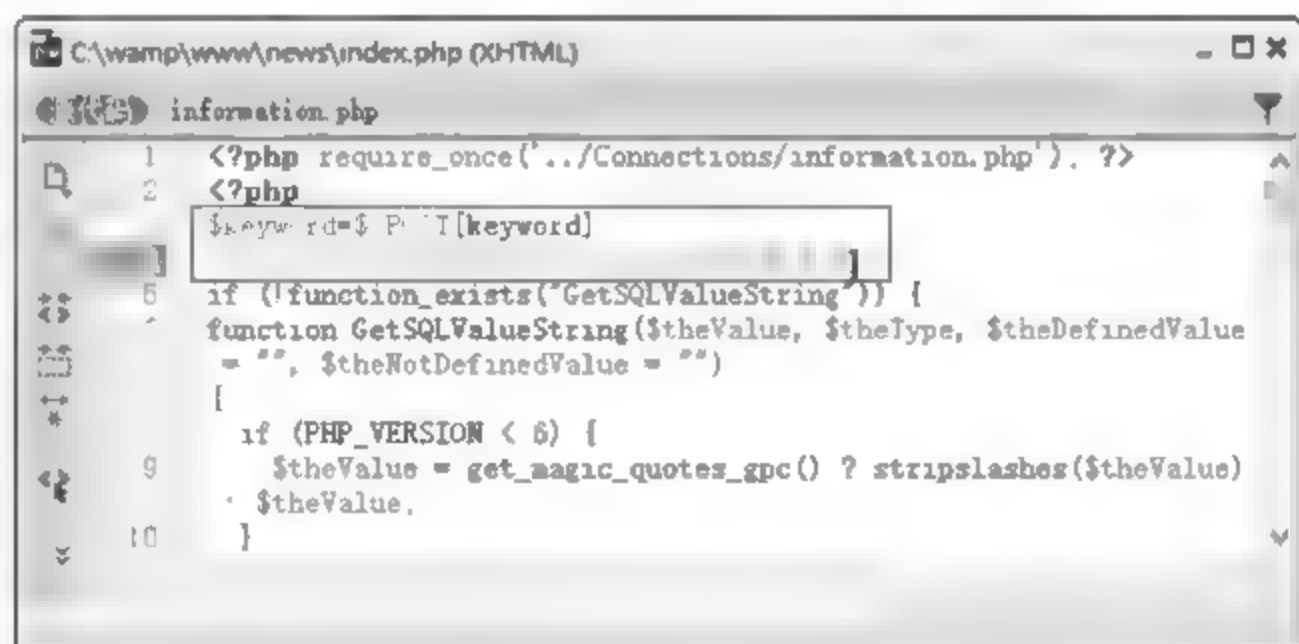 C:\wamp\www\news\index.php (XHTML)
information.php
1 <?php require_once('../Connections/information.php'); ?>
2 <?php
[keyword]
5 if (!function_exists("GetSQLValueString")) {
function GetSQLValueString($theValue, $theType, $theDefinedValue
= "", $theNotDefinedValue = "")
{
if (PHP_VERSION < 6) {
9 $theValue = get_magic_quotes_gpc() ? stripslashes($theValue)
: $theValue;
10 }